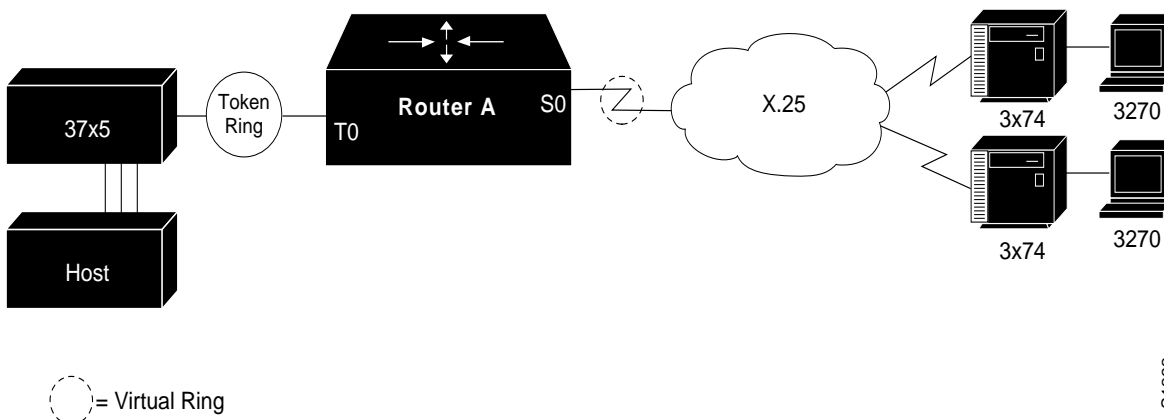 Token
Ring
37x5
Router A
T0
S0
X.25
3x74
3270
Host
3x74
3270
= Virtual Ring